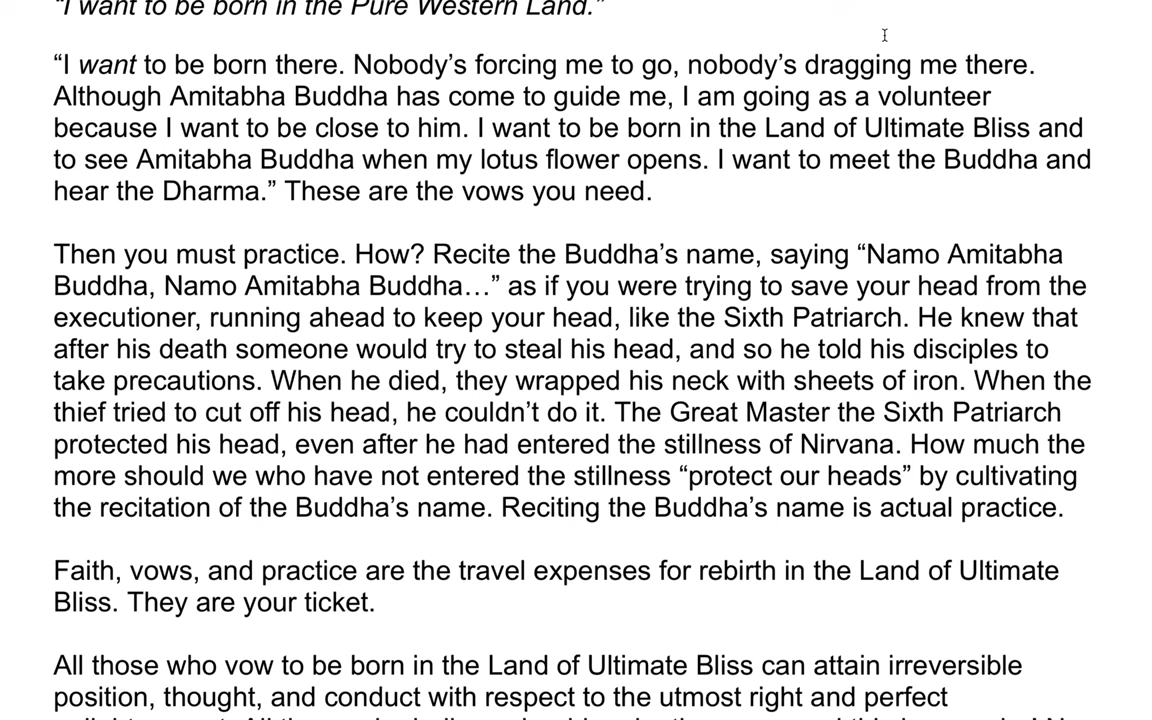 “I want to be born in the Pure Western Land.”
“I want to be born there. Nobody’s forcing me to go, nobody’s dragging me there.
Although Amitabha Buddha has come to guide me, I am going as a volunteer
because I want to be close to him. I want to be born in the Land of Ultimate Bliss and
to see Amitabha Buddha when my lotus flower opens. I want to meet the Buddha and
hear the Dharma.” These are the vows you need.
Then you must practice. How? Recite the Buddha’s name, saying “Namo Amitabha
Buddha, Namo Amitabha Buddha…” as if you were trying to save your head from the
executioner, running ahead to keep your head, like the Sixth Patriarch. He knew that
after his death someone would try to steal his head, and so he told his disciples to
take precautions. When he died, they wrapped his neck with sheets of iron. When the
thief tried to cut off his head, he couldn’t do it. The Great Master the Sixth Patriarch
protected his head, even after he had entered the stillness of Nirvana. How much the
more should we who have not entered the stillness “protect our heads” by cultivating
the recitation of the Buddha’s name. Reciting the Buddha’s name is actual practice.
Faith, vows, and practice are the travel expenses for rebirth in the Land of Ultimate
Bliss. They are your ticket.
All those who vow to be born in the Land of Ultimate Bliss can attain irreversible
position, thought, and conduct with respect to the utmost right and perfect